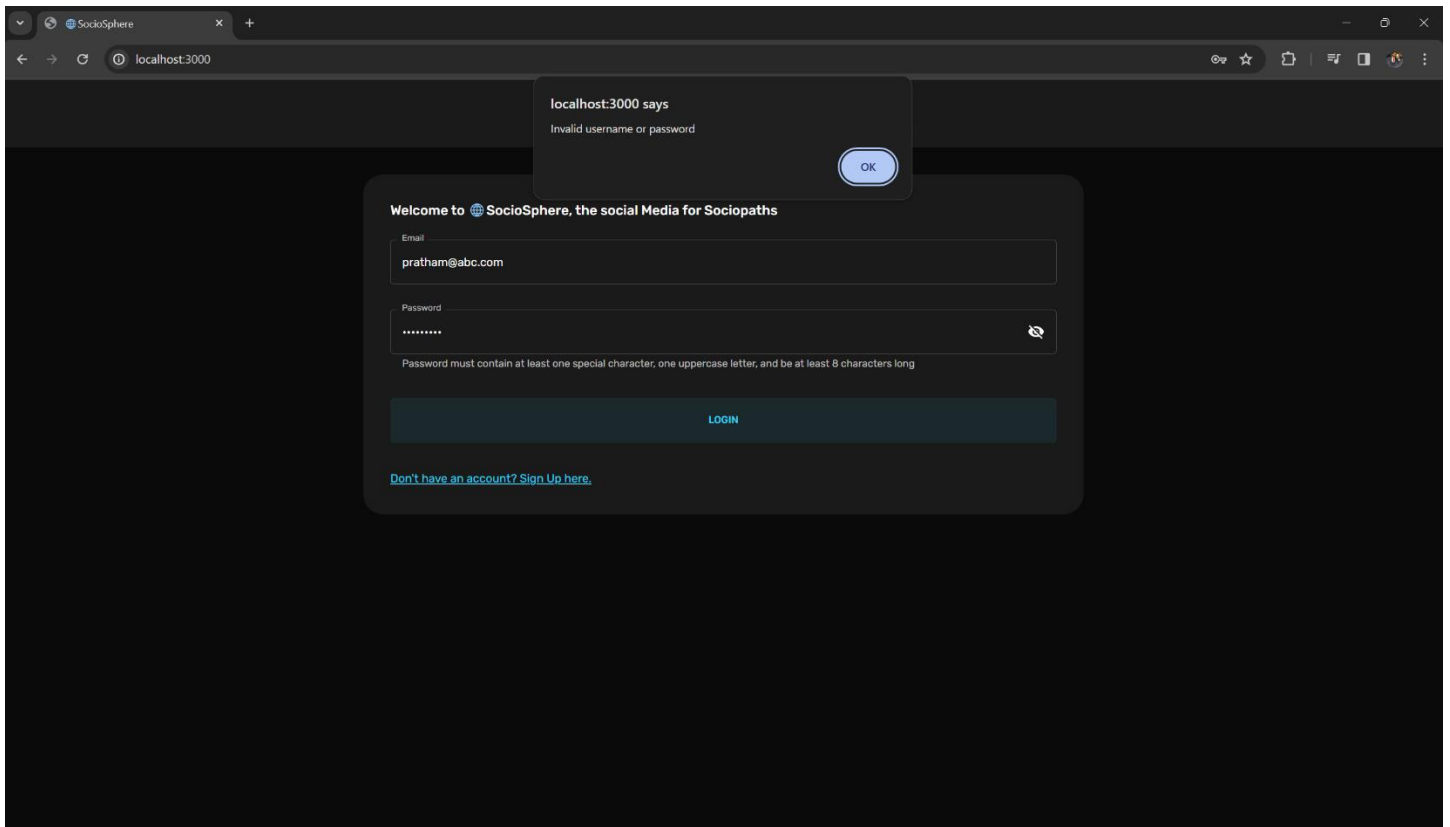 SocioSphere
localhost:3000
localhost:3000 says
Invalid username or password
OK
Welcome to 🌐SocioSphere, the social Media for Sociopaths
Email
pratham@abc.com
Password
•••••••••
Password must contain at least one special character, one uppercase letter, and be at least 8 characters long
LOGIN
Don't have an account? Sign Up here.